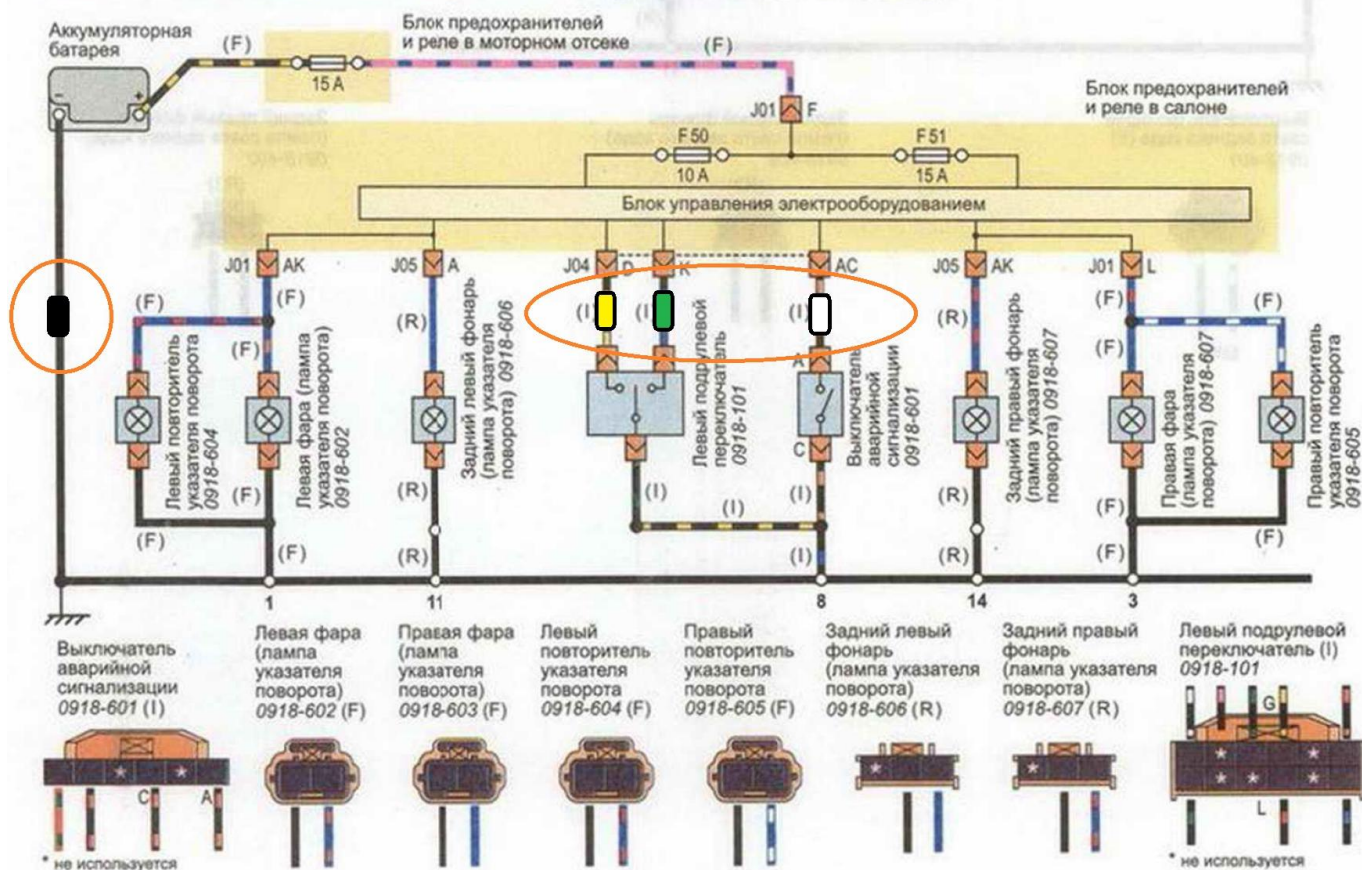 Аккумуляторная
батарея
(F)
Блок предохранителей
и реле в моторном отсеке
(F)
15 A
Блок предохранителей
и реле в салоне
J01 F
F 50
10 A
F 51
15 A
Блок управления электрооборудованием
J01 AK
J05 A
J04 D K
AC
J05 AK
J01 L
(F)
(F)
(F)
(R)
(I)
(I
(I)
(R)
(F)
(F)
(F)
A
C
Левый повторитель
указателя поворота
0918-604
Левая фара (лампа
указателя поворота)
0918-602
Задний левый фонарь
(лампа указателя
поворота) 0918-606
Левый подрулевой
переключатель
0918-101
Выключатель
аварийной
сигнализации
0918-601
Задний правый фонарь
(лампа указателя
поворота) 0918-607
Правая фара
(лампа указателя
поворота) 0918-607
Правый повторитель
указателя поворота
0918-605
(F)
(F)
(R)
(I)
(I)
(I)
(R)
(F)
(F)
(F)
(R)
(I)
(R)
(F)
1
11
8
14
3
Выключатель
аварийной
сигнализации
0918-601 (I)
Левая фара
(лампа
указателя
поворота)
0918-602 (F)
Правая фара
(лампа
указателя
поворота)
0918-603 (F)
Левый
повторитель
указателя
поворота
0918-604 (F)
Правый
повторитель
указателя
поворота
0918-605 (F)
Задний левый
фонарь
(лампа указателя
поворота)
0918-606 (R)
Задний правый
фонарь
(лампа указателя
поворота)
0918-607 (R)
Левый подрулевой
переключатель (I)
0918-101
C A
G
L
* не используется
* не используется